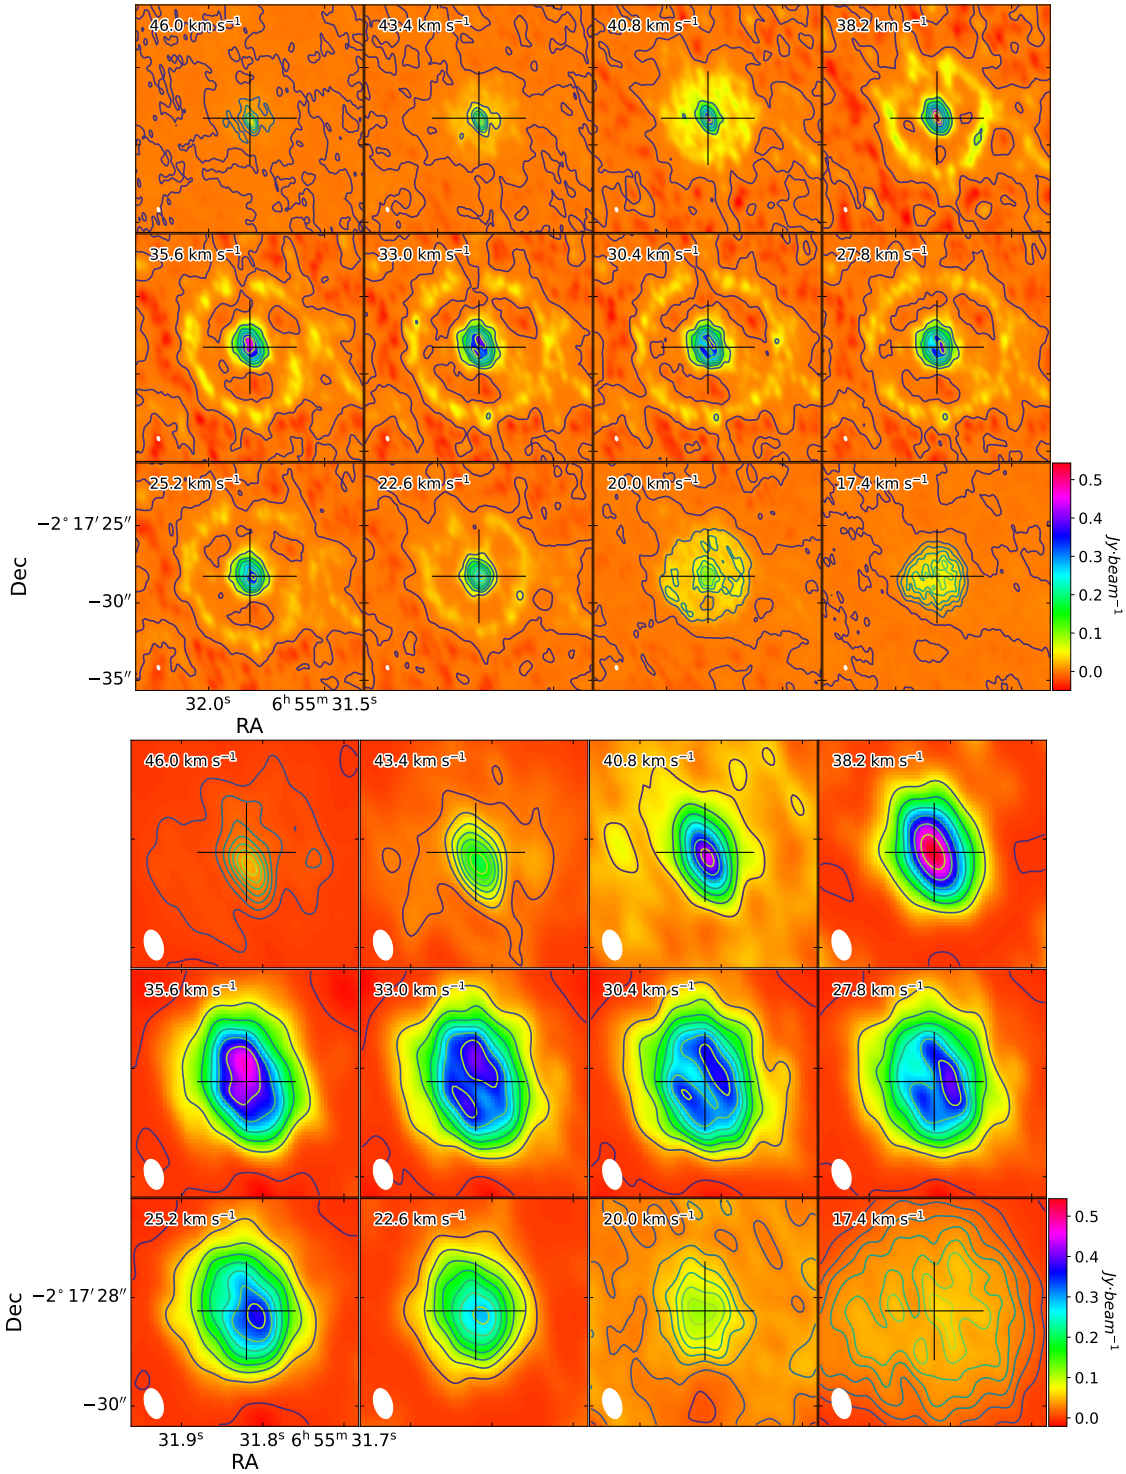 46.0 km s⁻¹ 43.4 km s⁻¹ 40.8 km s⁻¹ 38.2 km s⁻¹
35.6 km s⁻¹ 33.0 km s⁻¹ 30.4 km s⁻¹ 27.8 km s⁻¹
25.2 km s⁻¹ 22.6 km s⁻¹ 20.0 km s⁻¹ 17.4 km s⁻¹
−2° 17′ 25″
−30″
−35″
Dec
32.0ˢ 6ʰ 55ᵐ 31.5ˢ
RA
0.5
0.4
0.3
0.2
0.1
0.0
Jy·beam⁻¹
46.0 km s⁻¹ 43.4 km s⁻¹ 40.8 km s⁻¹ 38.2 km s⁻¹
35.6 km s⁻¹ 33.0 km s⁻¹ 30.4 km s⁻¹ 27.8 km s⁻¹
25.2 km s⁻¹ 22.6 km s⁻¹ 20.0 km s⁻¹ 17.4 km s⁻¹
−2° 17′ 28″
−30″
Dec
31.9ˢ 31.8ˢ 6ʰ 55ᵐ 31.7ˢ
RA
0.5
0.4
0.3
0.2
0.1
0.0
Jy·beam⁻¹